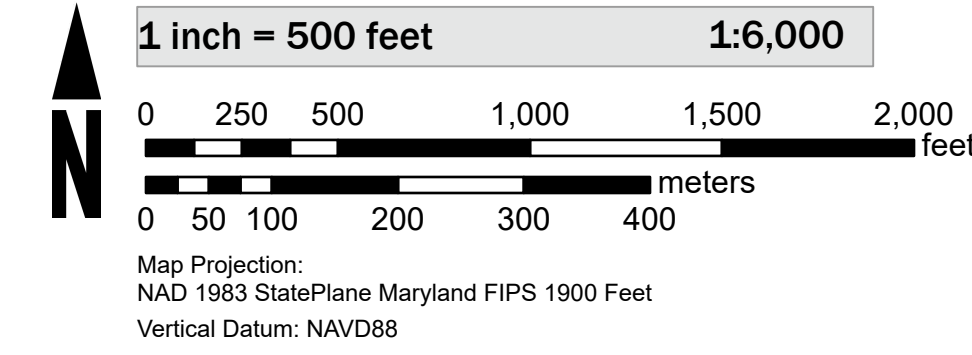 1 inch = 500 feet 1:6,000
0 250 500 1,000 1,500 2,000
feet
meters
0 50 100 200 300 400
N
Map Projection:
NAD 1983 StatePlane Maryland FIPS 1900 Feet
Vertical Datum: NAVD88